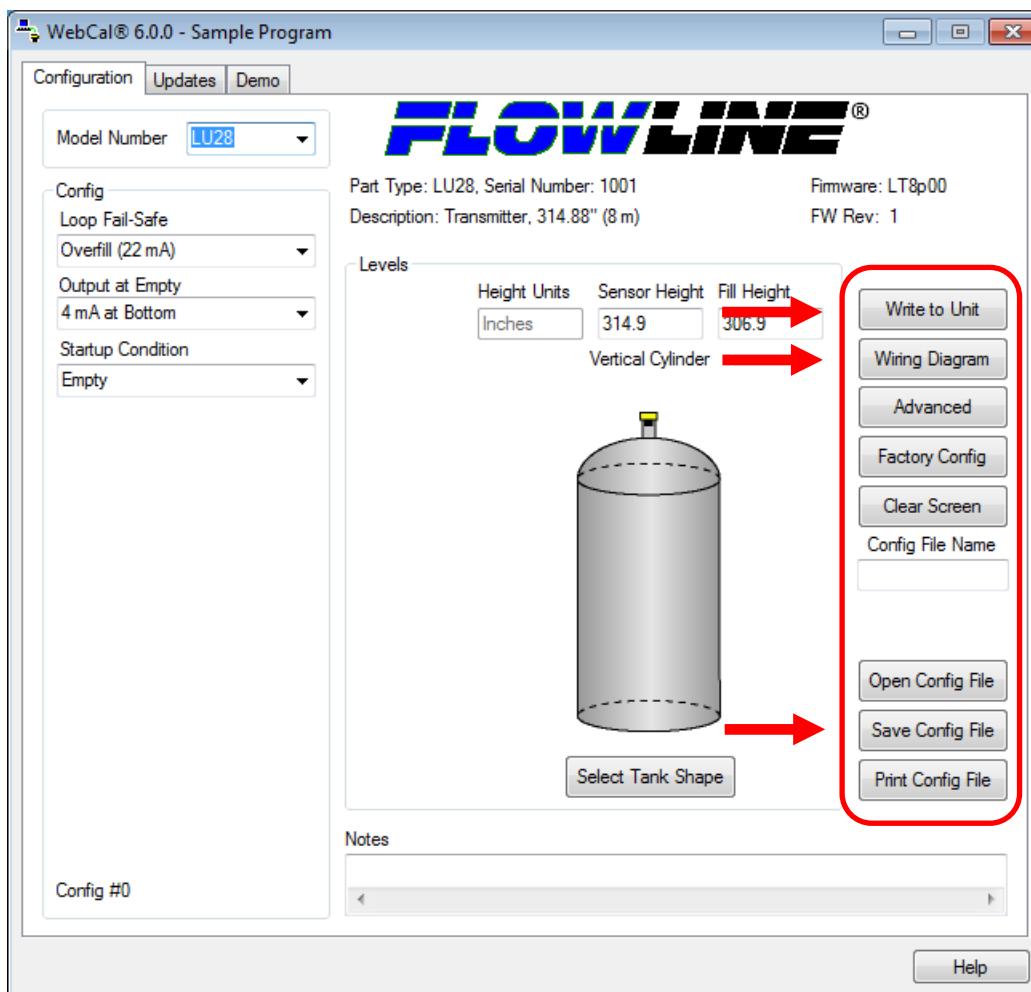 WebCal® 6.0.0 - Sample Program
Configuration Updates Demo
Model Number LU28
FLOWLINE®
Part Type: LU28, Serial Number: 1001 Firmware: LT8p00
Description: Transmitter, 314.88" (8 m) FW Rev: 1
Config
Loop Fail-Safe
Overfill (22 mA)
Output at Empty
4 mA at Bottom
Startup Condition
Empty
Config #0
Levels
Height Units Sensor Height Fill Height
Inches 314.9 306.9
Vertical Cylinder
Select Tank Shape
Write to Unit
Wiring Diagram
Advanced
Factory Config
Clear Screen
Config File Name
Open Config File
Save Config File
Print Config File
Notes
Help